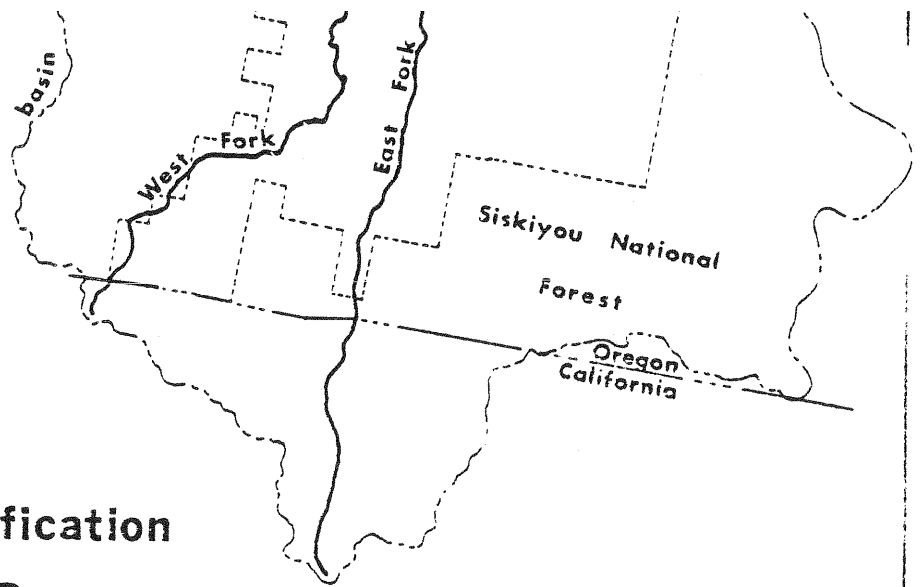 basin
West Fork
East Fork
Siskiyou National
Forest
Oregon
California
fication